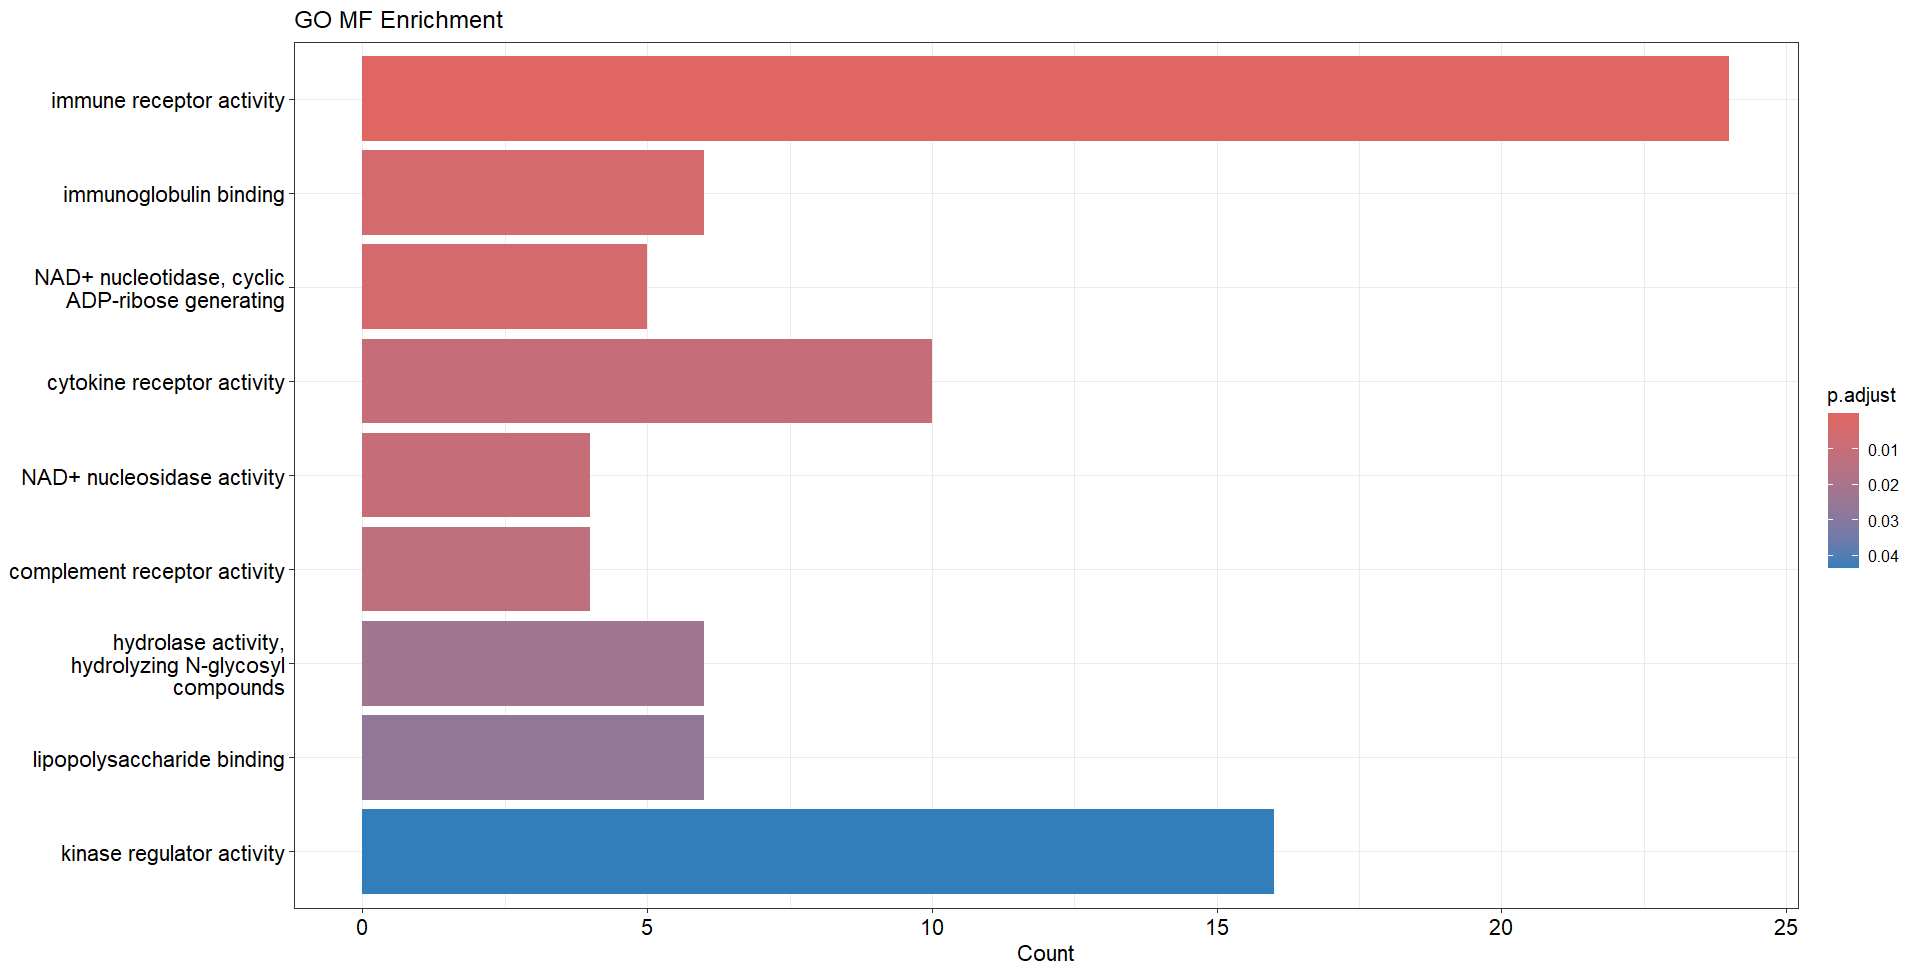 GO MF Enrichment
immune receptor activity
immunoglobulin binding
NAD+ nucleotidase, cyclic
ADP-ribose generating
cytokine receptor activity
NAD+ nucleosidase activity
complement receptor activity
hydrolase activity,
hydrolyzing N-glycosyl
compounds
lipopolysaccharide binding
kinase regulator activity
0 5 10 15 20 25
Count
p.adjust
0.01
0.02
0.03
0.04